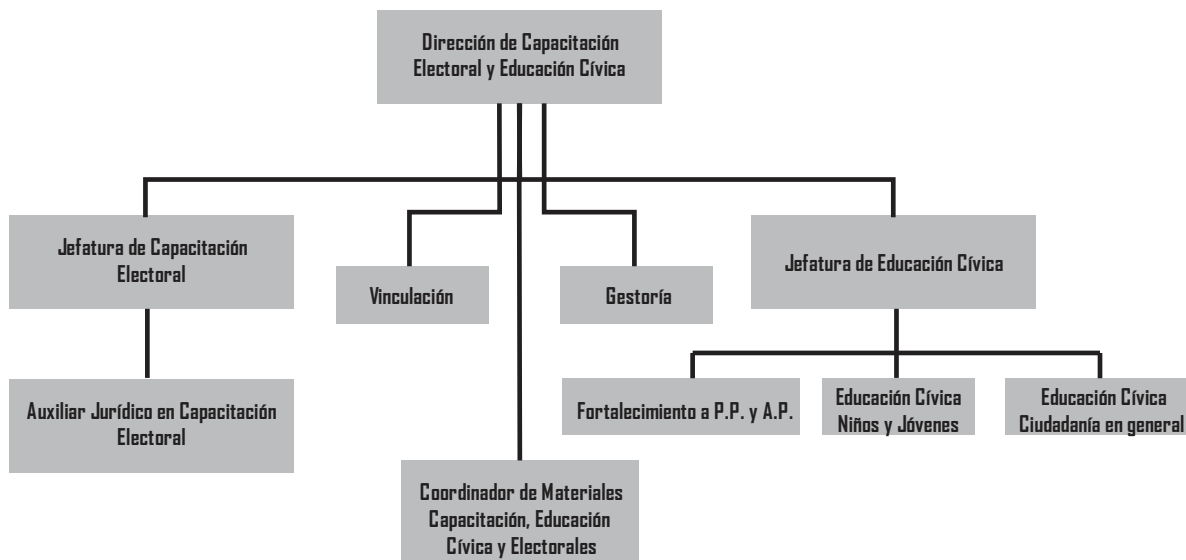 Dirección de Capacitación
Electoral y Educación Cívica
Jefatura de Capacitación
Electoral
Vinculación
Gestoría
Jefatura de Educación Cívica
Auxiliar Jurídico en Capacitación
Electoral
Fortalecimiento a P.P. y A.P.
Educación Cívica
Niños y Jóvenes
Educación Cívica
Ciudadanía en general
Coordinador de Materiales
Capacitación, Educación
Cívica y Electorales